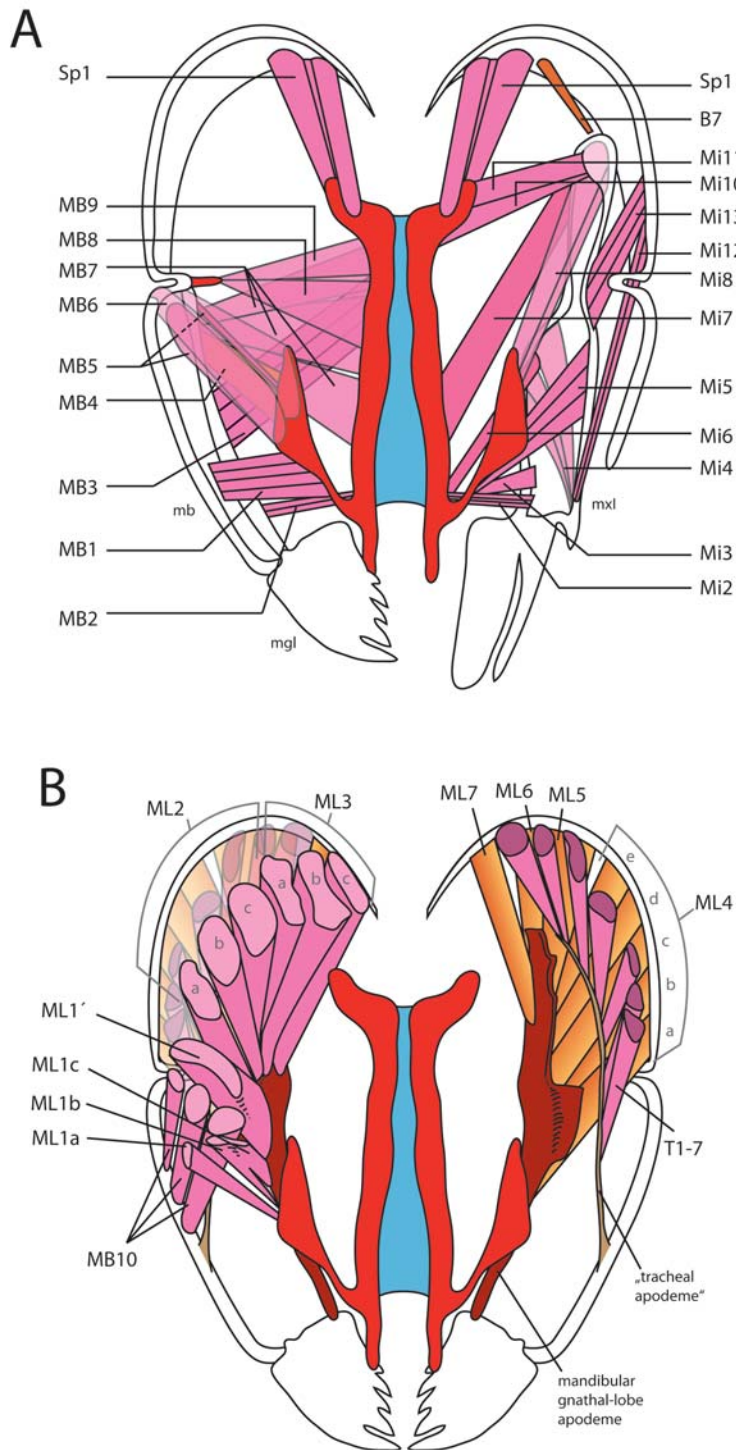 A
Sp1
MB9
MB8
MB7
MB6
MB5
MB4
MB3
mb
MB1
MB2
mgl
Sp1
B7
Mi11
Mi10
Mi13
Mi12
Mi8
Mi7
Mi5
Mi6
Mi4
mxl
Mi3
Mi2
B
ML2
ML3
a
b
c
a
b
c
ML1´
ML1c
ML1b
ML1a
MB10
ML7
ML6
ML5
e
d
c
b
a
ML4
T1-7
„tracheal
apodeme“
mandibular
gnathal-lobe
apodeme